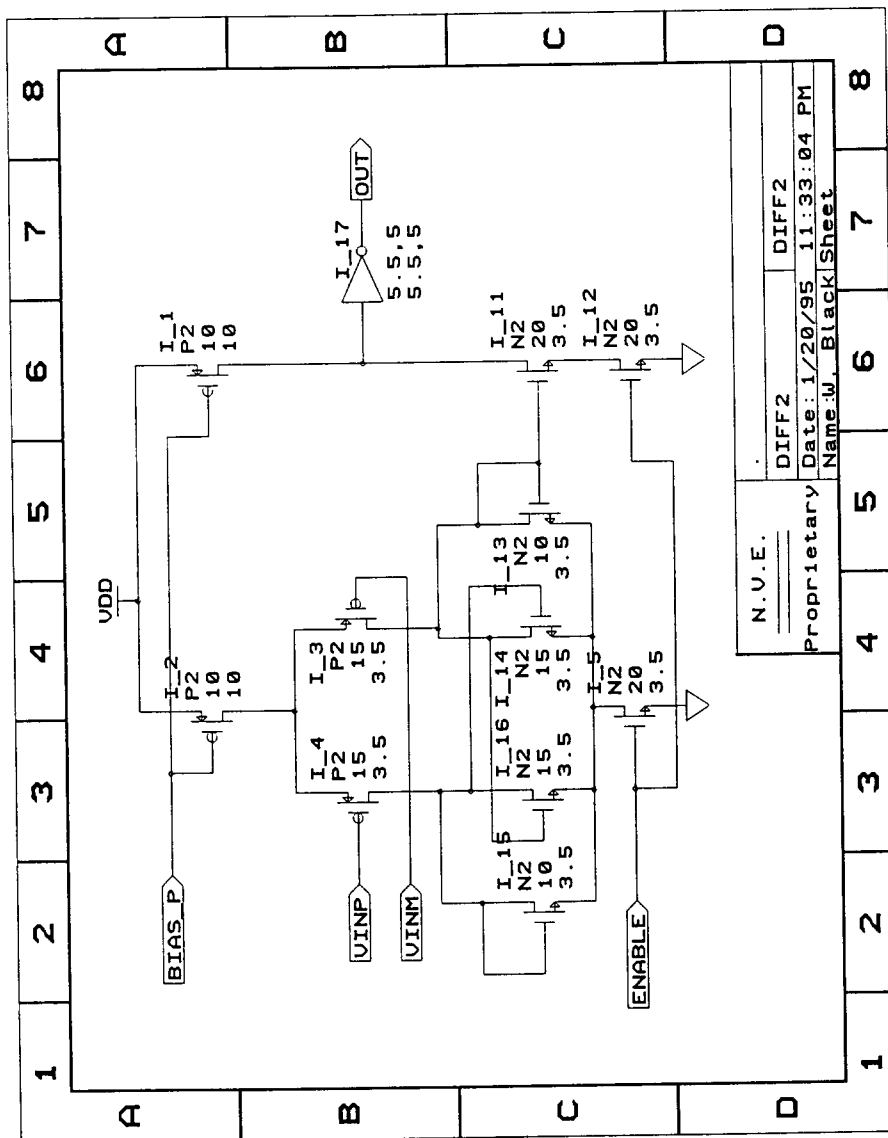 1 2 3 4 5 6 7 8
A
B
C
D
A
B
C
D
VDD
BIAS_P
I_2
P2
10
10
I_1
P2
10
10
I_4
P2
15
3.5
I_3
P2
15
3.5
VINP
VINM
I_17
5.5,5
5.5,5
OUT
I_15
N2
10
3.5
I_16
N2
15
3.5
I_14
N2
15
3.5
I_13
N2
10
3.5
I_11
N2
20
3.5
I_12
N2
20
3.5
I_5
N2
20
3.5
ENABLE
N.V.E.
Proprietary
DIFF2 DIFF2
Date: 1/20/95 11:33:04 PM
Name: W. Black Sheet
1 2 3 4 5 6 7 8